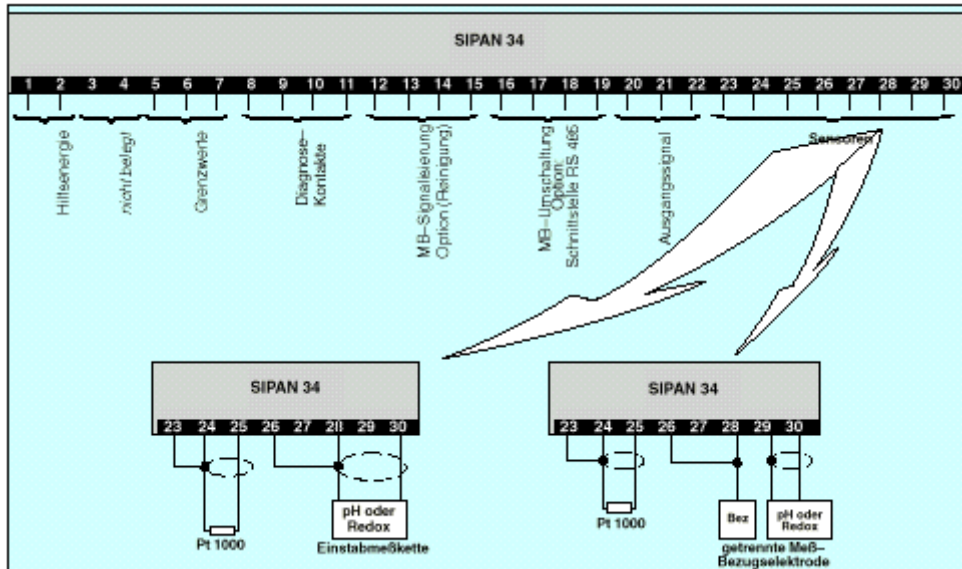 SIPAN 34
1 2 3 4 5 6 7 8 9 10 11 12 13 14 15 16 17 18 19 20 21 22 23 24 25 26 27 28 29 30
Hilfsenergie
nicht belegt
Grenzwerte
Diagnose–
Kontakte
MB–Signalisierung
Option (Reinigung)
MB–Umschaltung
Option:
Schnittstelle RS 485
Ausgangssignal
Sensoren
SIPAN 34
23 24 25 26 27 28 29 30
Pt 1000
pH oder
Redox
Einstabmeßkette
SIPAN 34
23 24 25 26 27 28 29 30
Pt 1000
Bez
pH oder
Redox
getrennte Meß–
Bezugselektrode